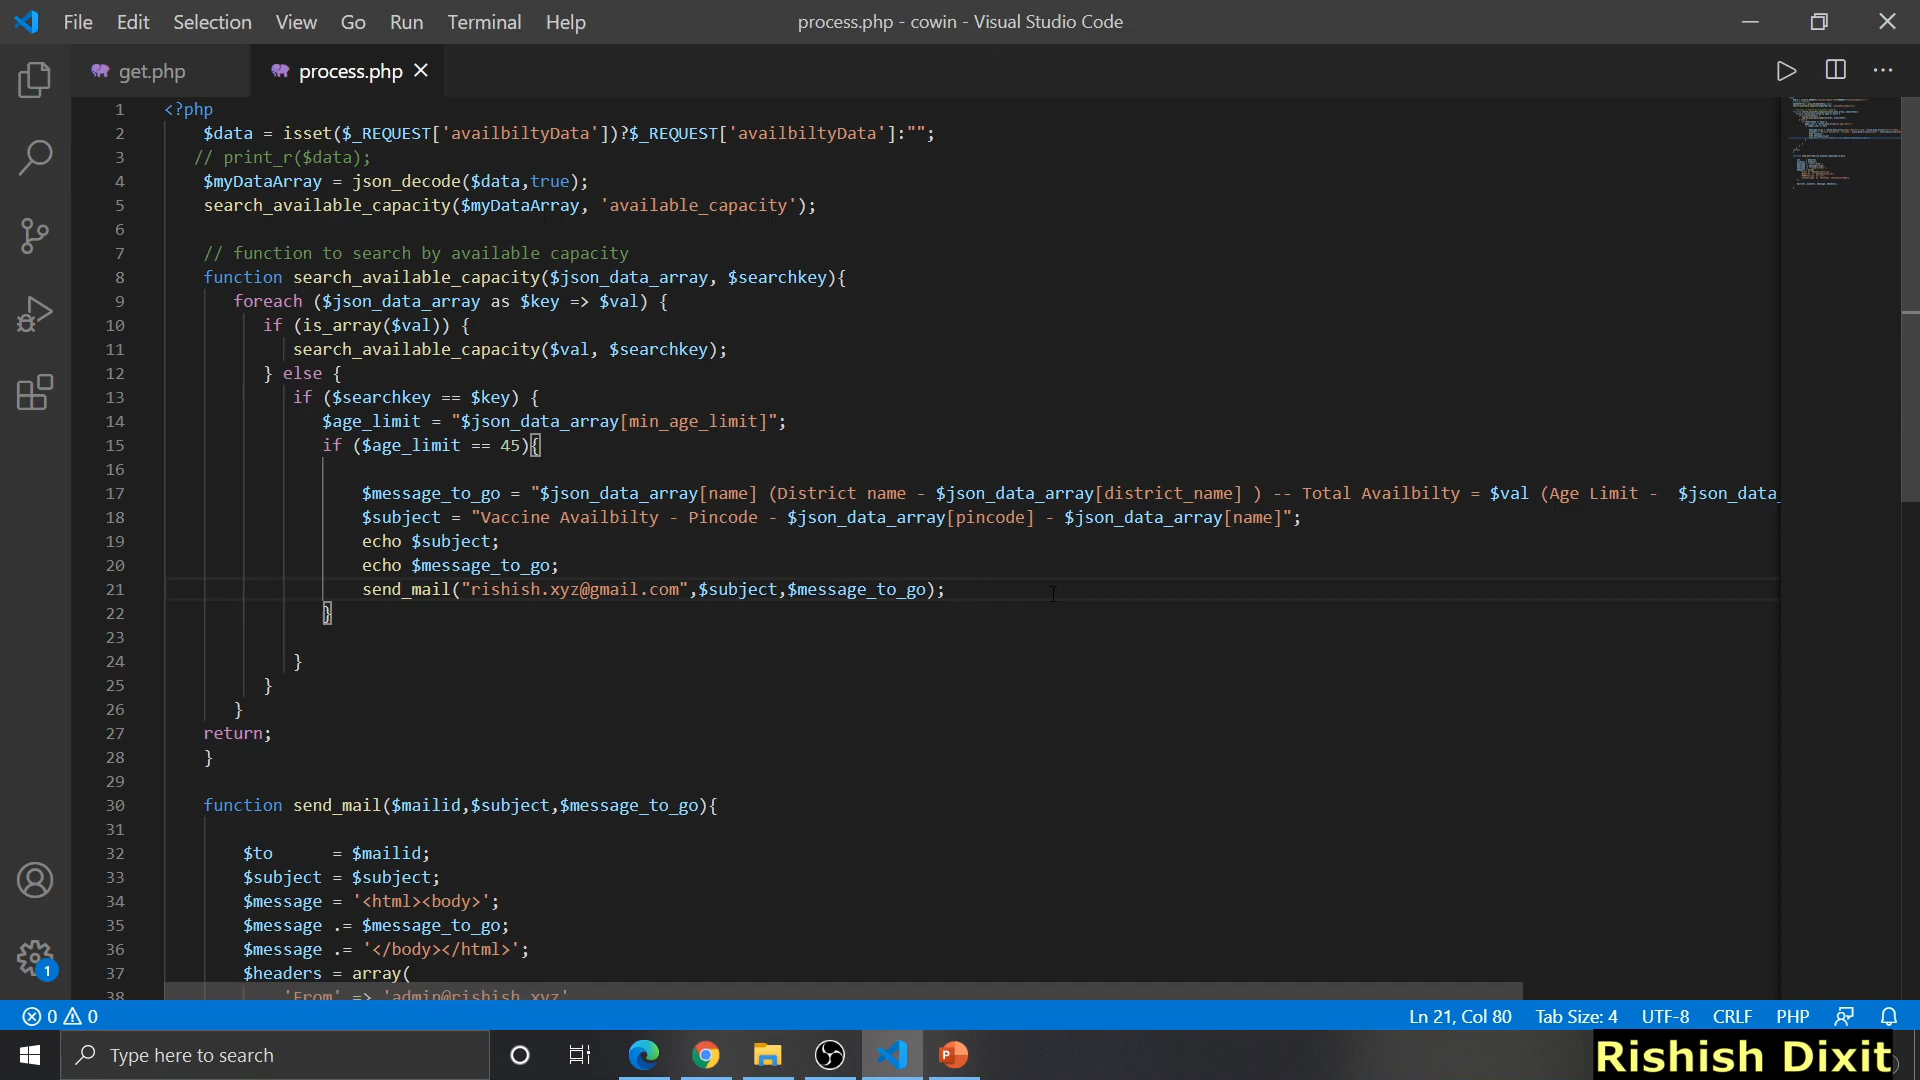 File Edit Selection View Go Run Terminal Help process.php - cowin - Visual Studio Code
get.php process.php
1 <?php
2 $data = isset($_REQUEST['availbiltyData'])?$_REQUEST['availbiltyData']:"";
3 // print_r($data);
4 $myDataArray = json_decode($data,true);
5 search_available_capacity($myDataArray, 'available_capacity');
6
7 // function to search by available capacity
8 function search_available_capacity($json_data_array, $searchkey){
9 foreach ($json_data_array as $key => $val) {
10 if (is_array($val)) {
11 search_available_capacity($val, $searchkey);
12 } else {
13 if ($searchkey == $key) {
14 $age_limit = "$json_data_array[min_age_limit]";
15 if ($age_limit == 45){
16
17 $message_to_go = "$json_data_array[name] (District name - $json_data_array[district_name] ) -- Total Availbilty = $val (Age Limit -  $json_data_
18 $subject = "Vaccine Availbilty - Pincode - $json_data_array[pincode] - $json_data_array[name]";
19 echo $subject;
20 echo $message_to_go;
21 send_mail("rishish.xyz@gmail.com",$subject,$message_to_go);
22 }
23
24 }
25 }
26 }
27 return;
28 }
29
30 function send_mail($mailid,$subject,$message_to_go){
31
32 $to = $mailid;
33 $subject = $subject;
34 $message = '<html><body>';
35 $message .= $message_to_go;
36 $message .= '</body></html>';
37 $headers = array(
38 'From' => 'admin@rishish.xyz'
1
0 0 Ln 21, Col 80 Tab Size: 4 UTF-8 CRLF PHP
Type here to search
Rishish Dixit